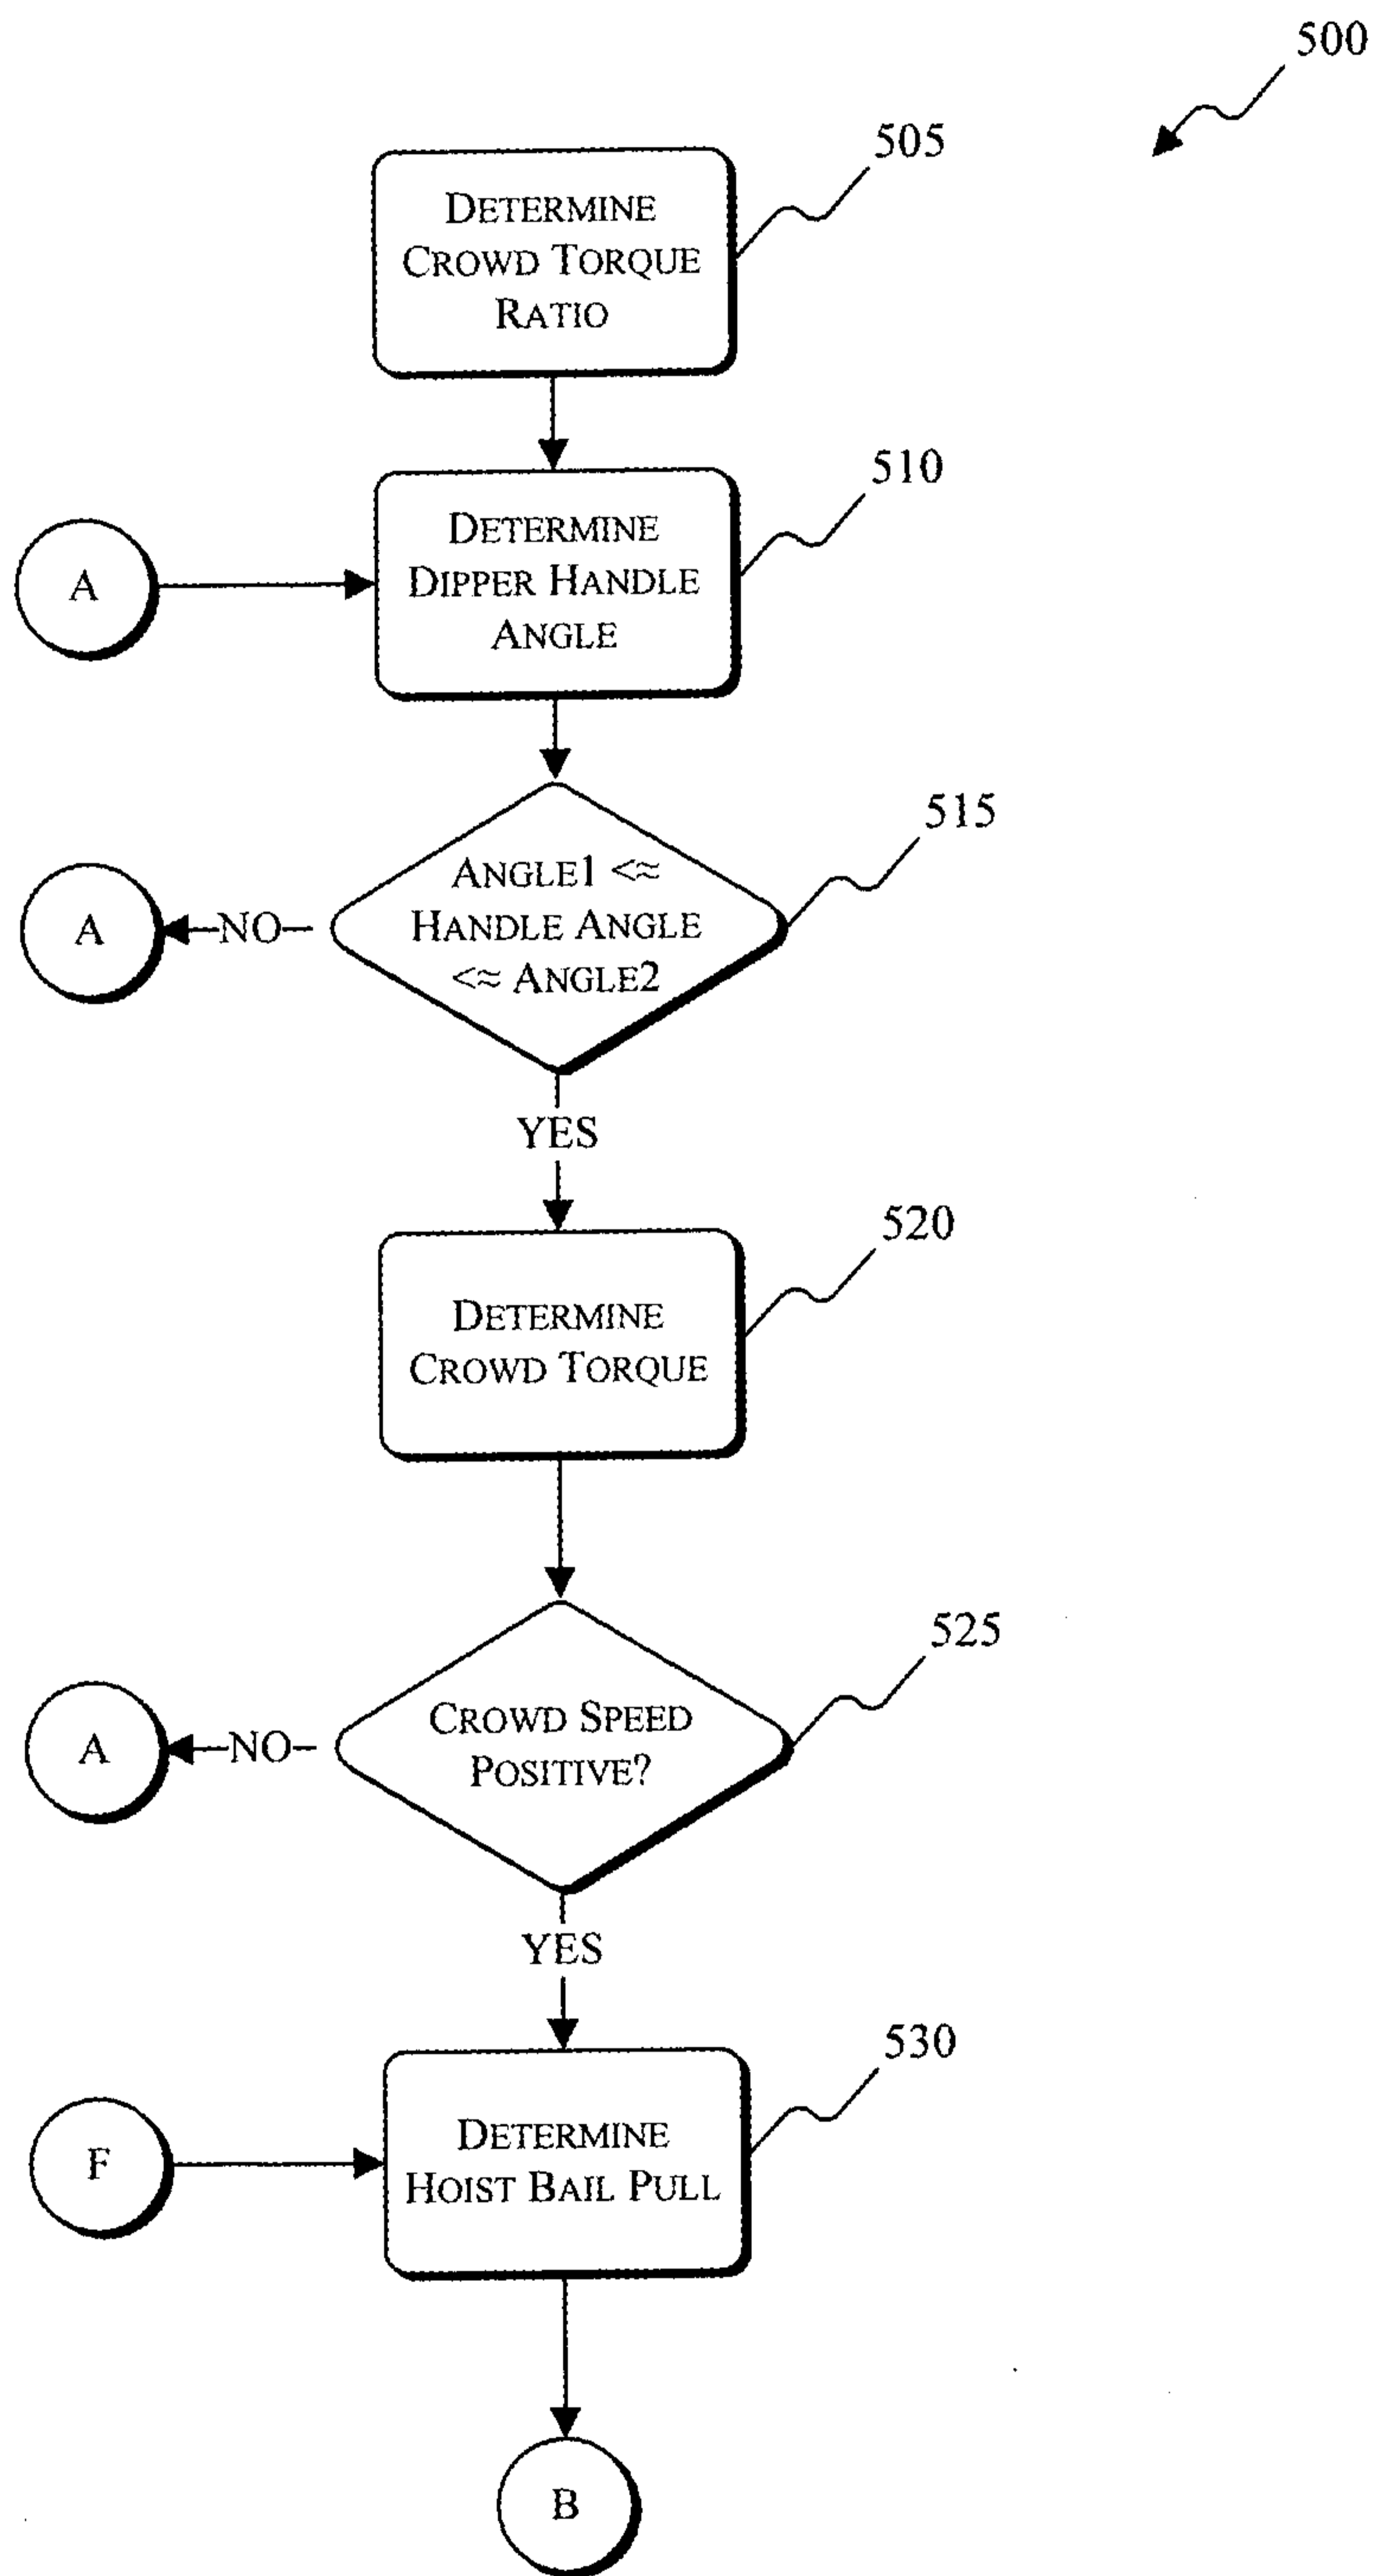 500
505
DETERMINE
CROWD TORQUE
RATIO
510
DETERMINE
DIPPER HANDLE
ANGLE
A
515
ANGLE1 <≈
HANDLE ANGLE
<≈ ANGLE2
A
NO
YES
520
DETERMINE
CROWD TORQUE
525
CROWD SPEED
POSITIVE?
A
NO
YES
530
DETERMINE
HOIST BAIL PULL
F
B